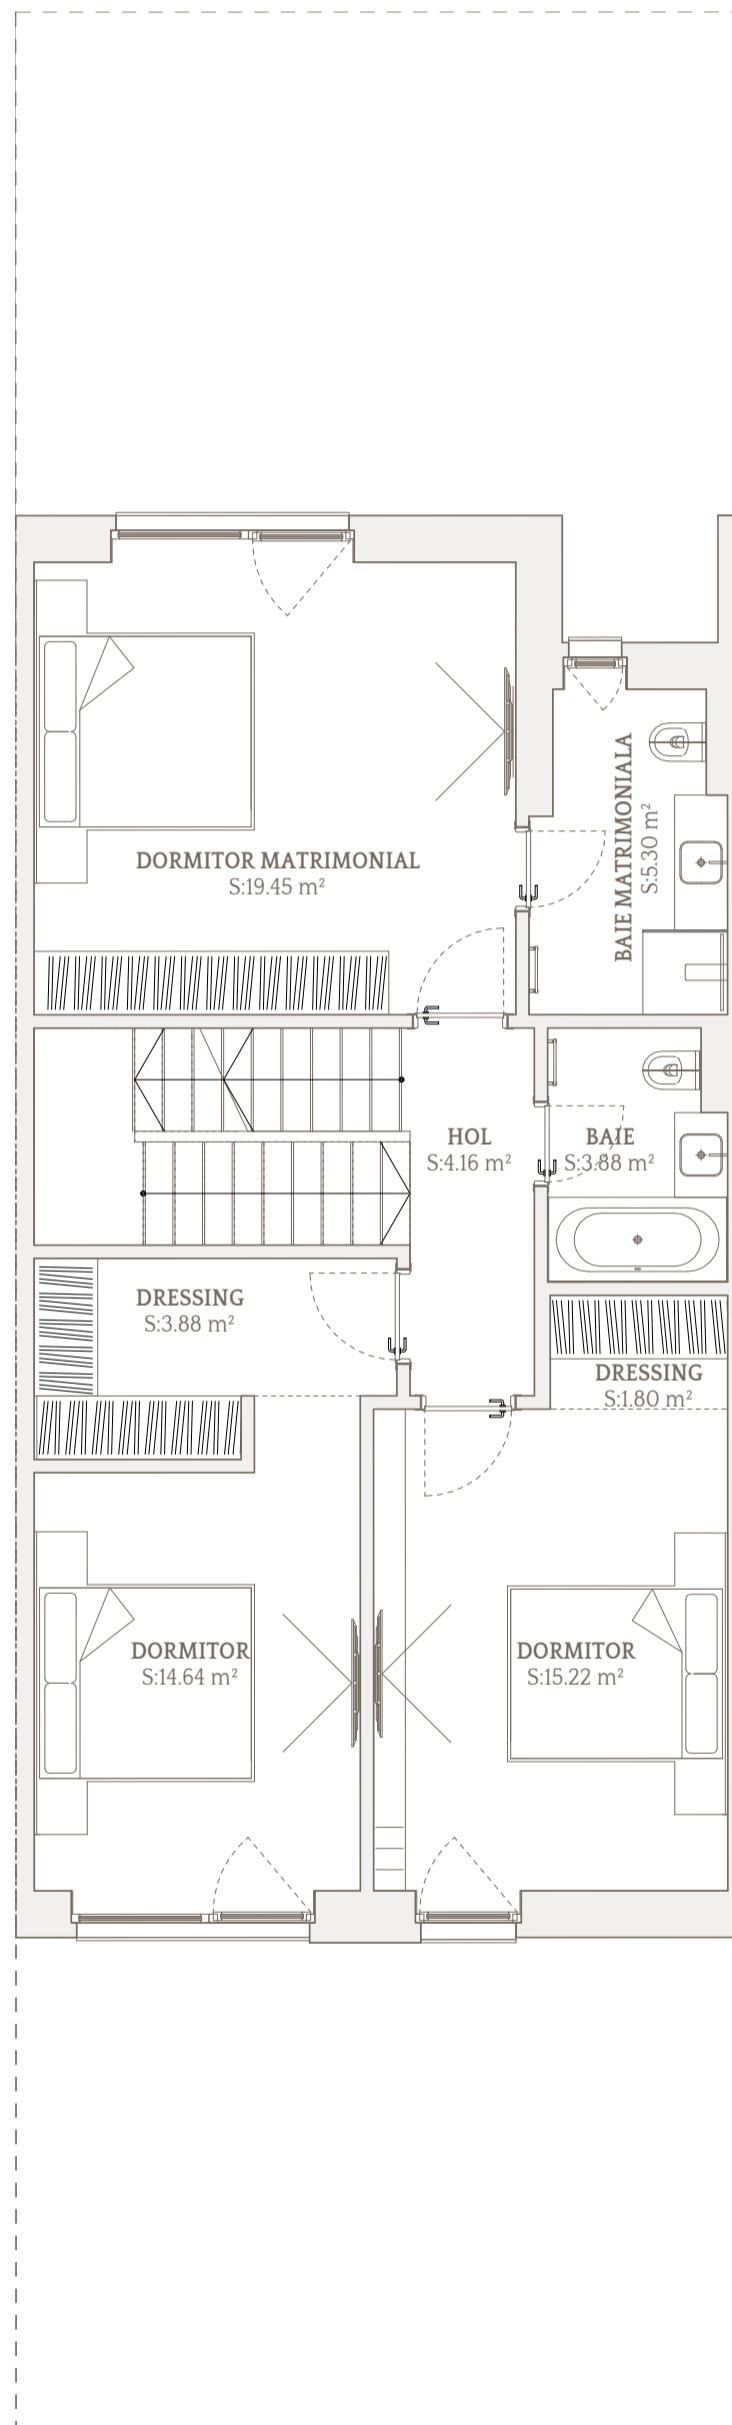 DORMITOR MATRIMONIAL
S:19.45 m²
BAIE MATRIMONIALA
S:5.30 m²
HOL
S:4.16 m²
BAIE
S:3.88 m²
DRESSING
S:3.88 m²
DRESSING
S:1.80 m²
DORMITOR
S:14.64 m²
DORMITOR
S:15.22 m²